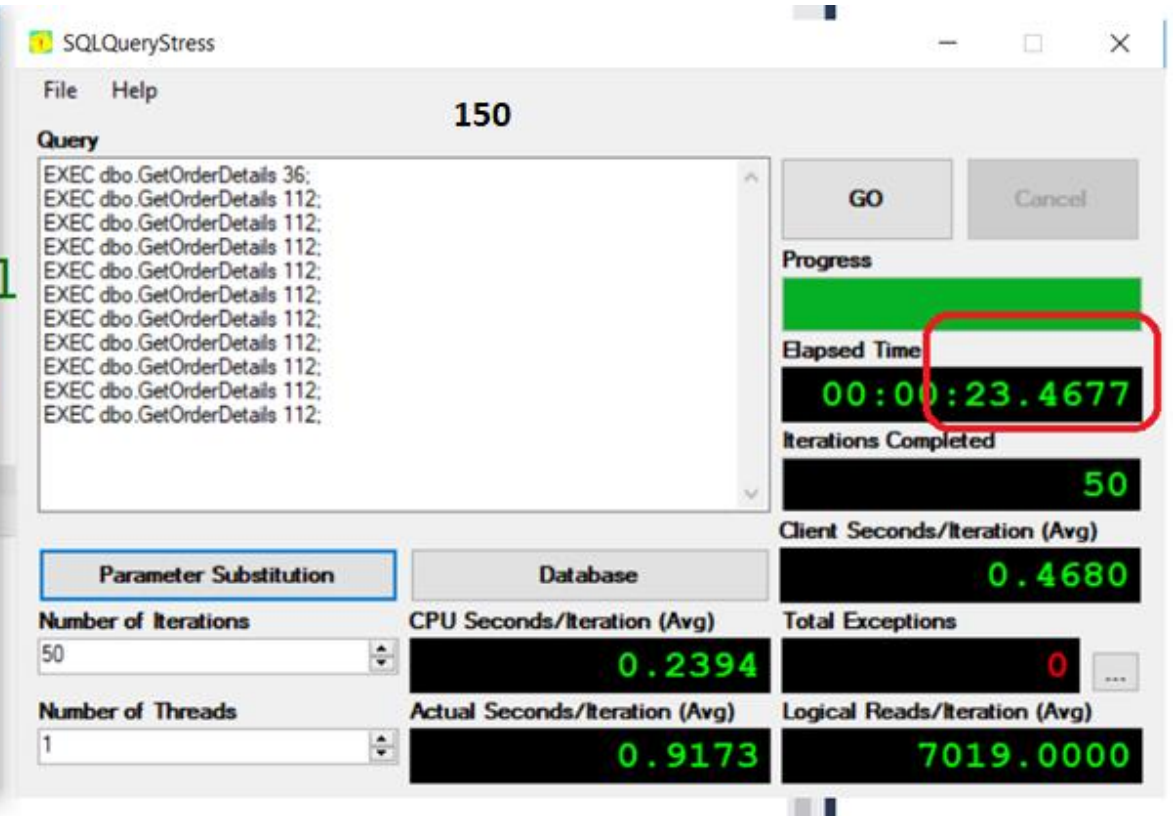 SQLQueryStress
File Help
150
Query
EXEC dbo.GetOrderDetails 36;
EXEC dbo.GetOrderDetails 112;
EXEC dbo.GetOrderDetails 112;
EXEC dbo.GetOrderDetails 112;
EXEC dbo.GetOrderDetails 112;
EXEC dbo.GetOrderDetails 112;
EXEC dbo.GetOrderDetails 112;
EXEC dbo.GetOrderDetails 112;
EXEC dbo.GetOrderDetails 112;
EXEC dbo.GetOrderDetails 112;
EXEC dbo.GetOrderDetails 112;
GO Cancel
Progress
l
Elapsed Time
00:00:23.4677
Iterations Completed
50
Client Seconds/Iteration (Avg)
0.4680
Parameter Substitution Database
Number of Iterations
50
CPU Seconds/Iteration (Avg)
0.2394
Total Exceptions
0
...
Number of Threads
1
Actual Seconds/Iteration (Avg)
0.9173
Logical Reads/Iteration (Avg)
7019.0000